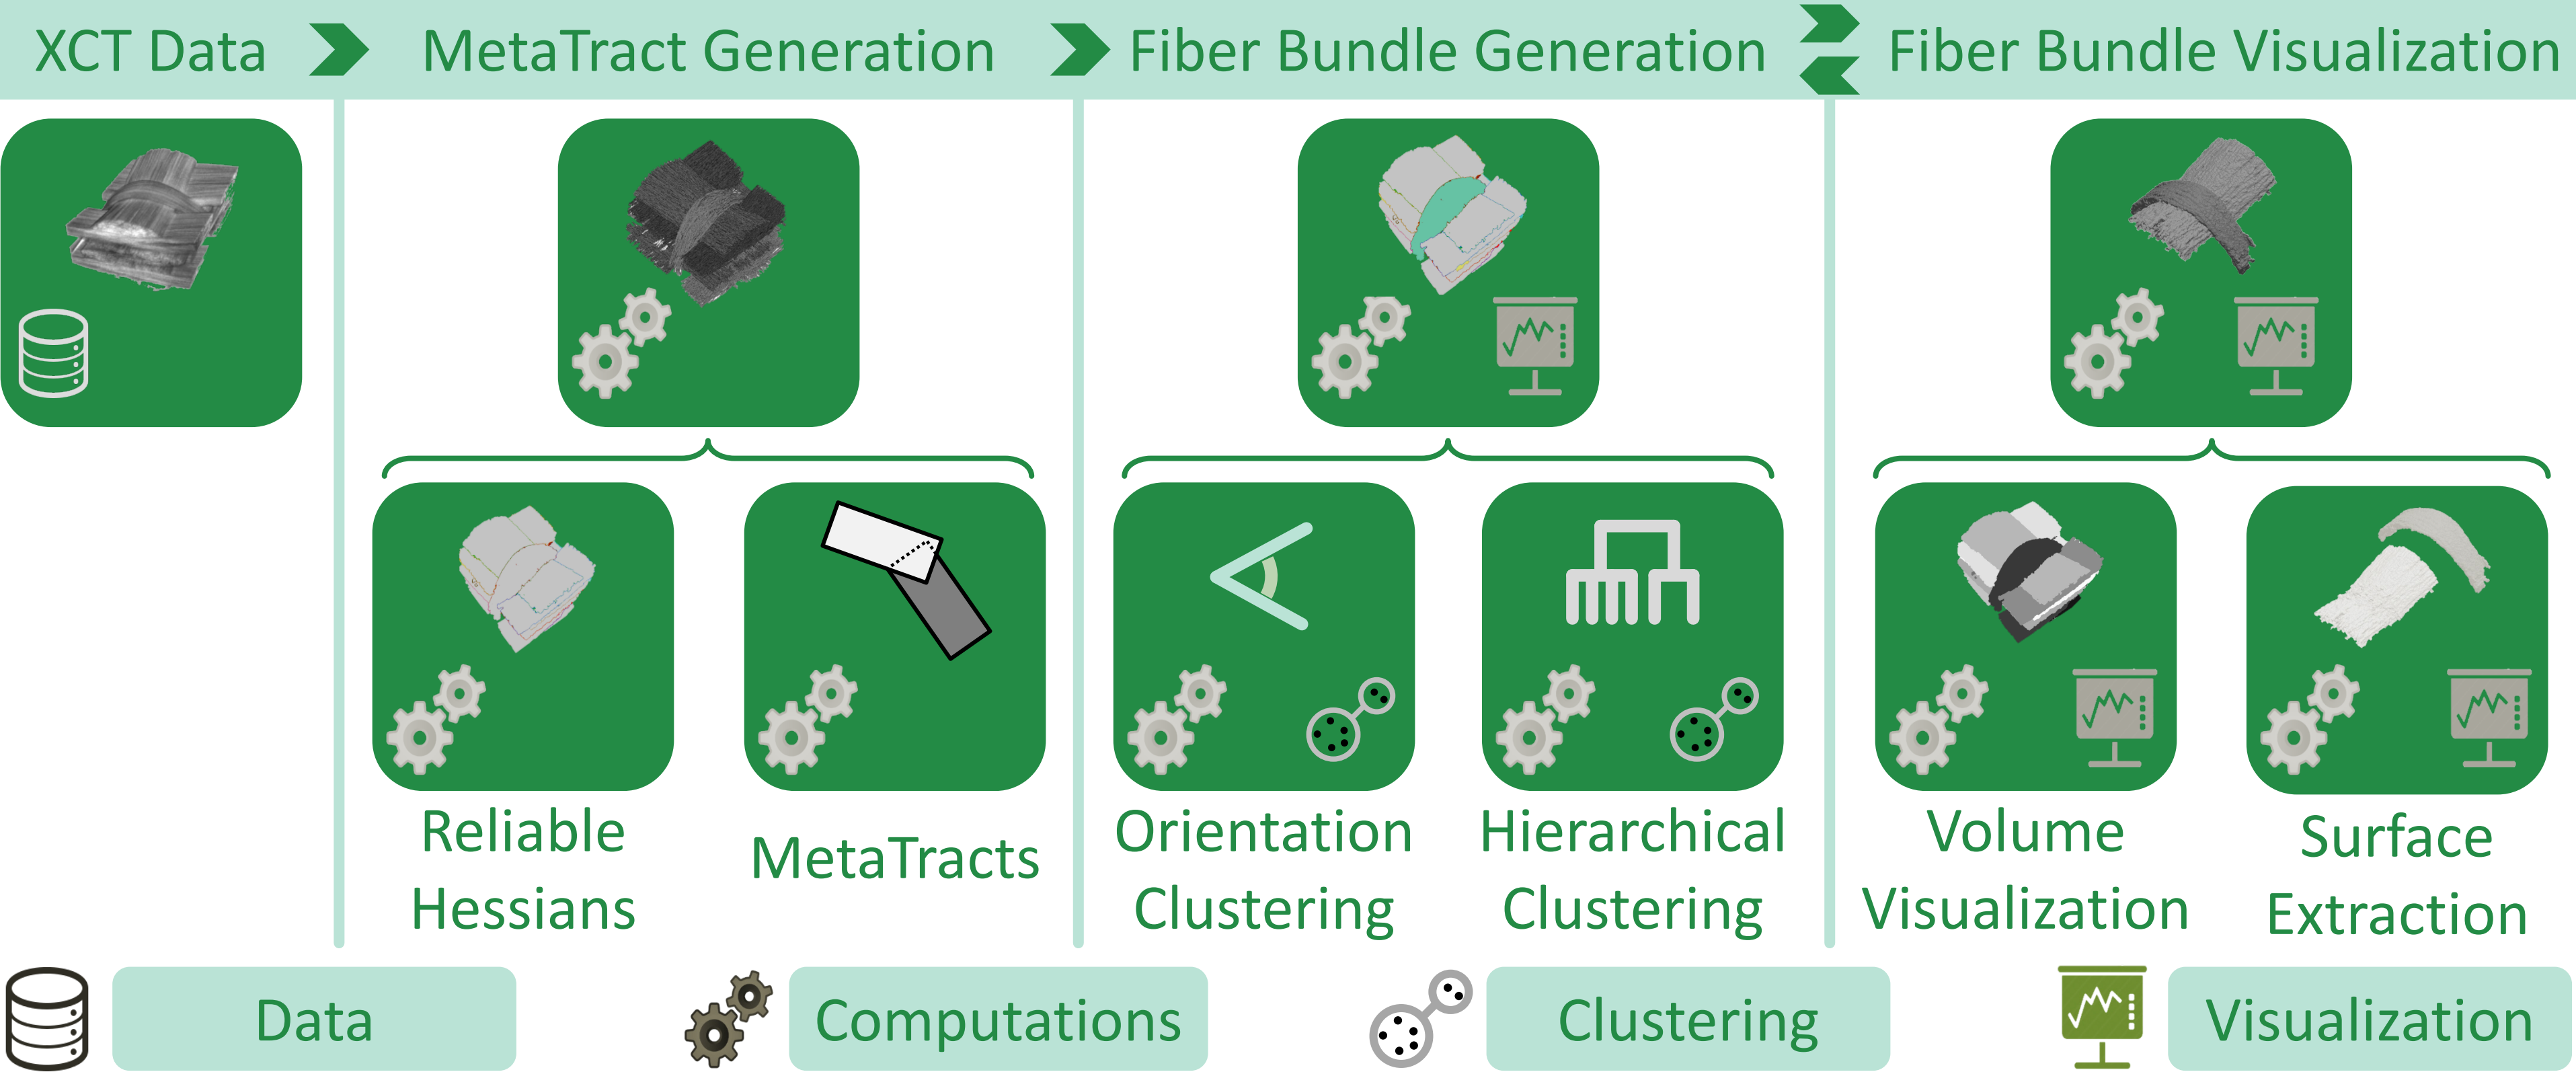 XCT Data
MetaTract Generation
Fiber Bundle Generation
Fiber Bundle Visualization
Reliable
Hessians
MetaTracts
Orientation
Clustering
Hierarchical
Clustering
Volume
Visualization
Surface
Extraction
Data
Computations
Clustering
Visualization